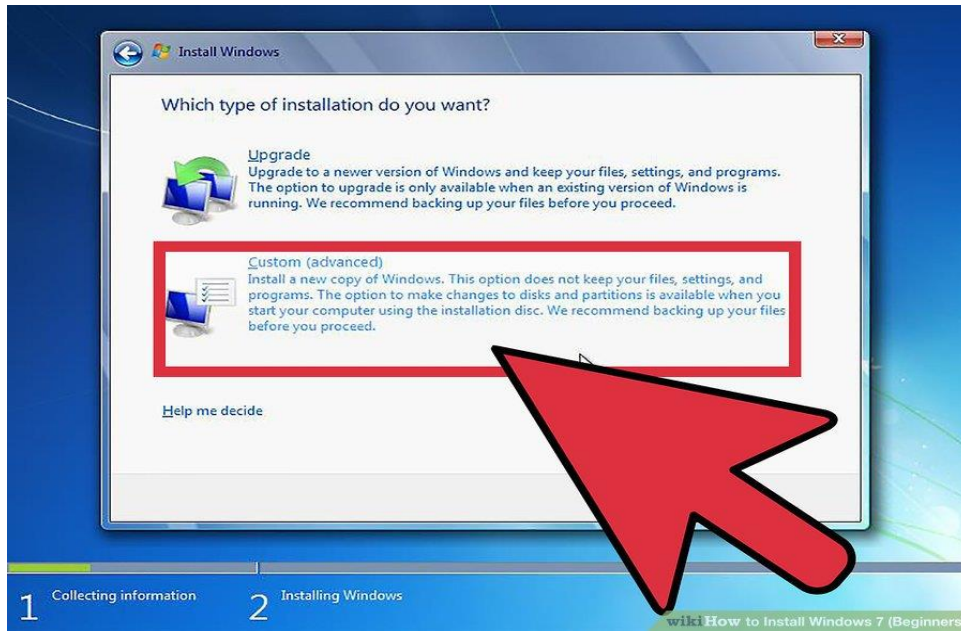 Install Windows
Which type of installation do you want?
Upgrade
Upgrade to a newer version of Windows and keep your files, settings, and programs.
The option to upgrade is only available when an existing version of Windows is
running. We recommend backing up your files before you proceed.
Custom (advanced)
Install a new copy of Windows. This option does not keep your files, settings, and
programs. The option to make changes to disks and partitions is available when you
start your computer using the installation disc. We recommend backing up your files
before you proceed.
Help me decide
1 Collecting information 2 Installing Windows
wikiHow to Install Windows 7 (Beginners